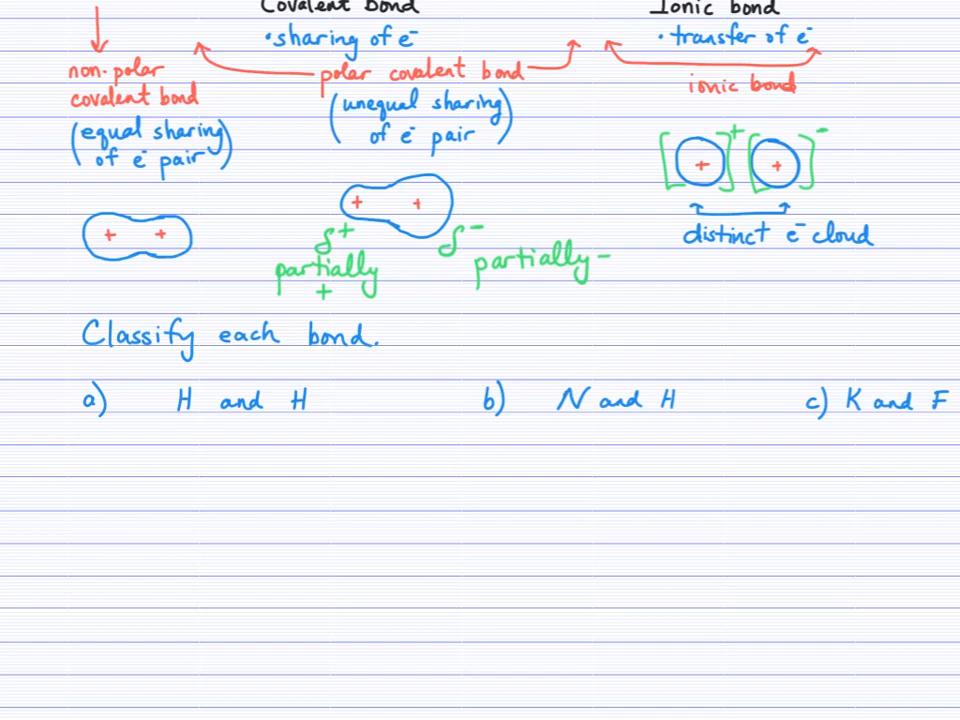 Covalent Bond
Ionic bond
•sharing of e⁻
• transfer of e⁻
non-polar
covalent bond
polar covalent bond
ionic bond
(equal sharing
of e⁻ pair)
(unequal sharing
of e⁻ pair)
[+]⁺ [+]⁻
distinct e⁻ cloud
+ +
+ +
δ⁺
partially
+
δ⁻
partially -
Classify each bond.
a) H and H
b) N and H
c) K and F